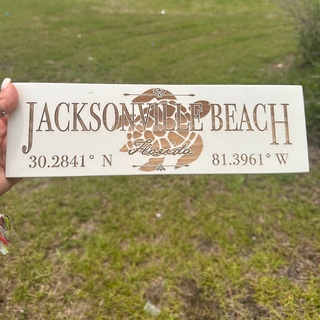 JACKSONVILLE BEACH
Florida
30.2841° N 81.3961° W